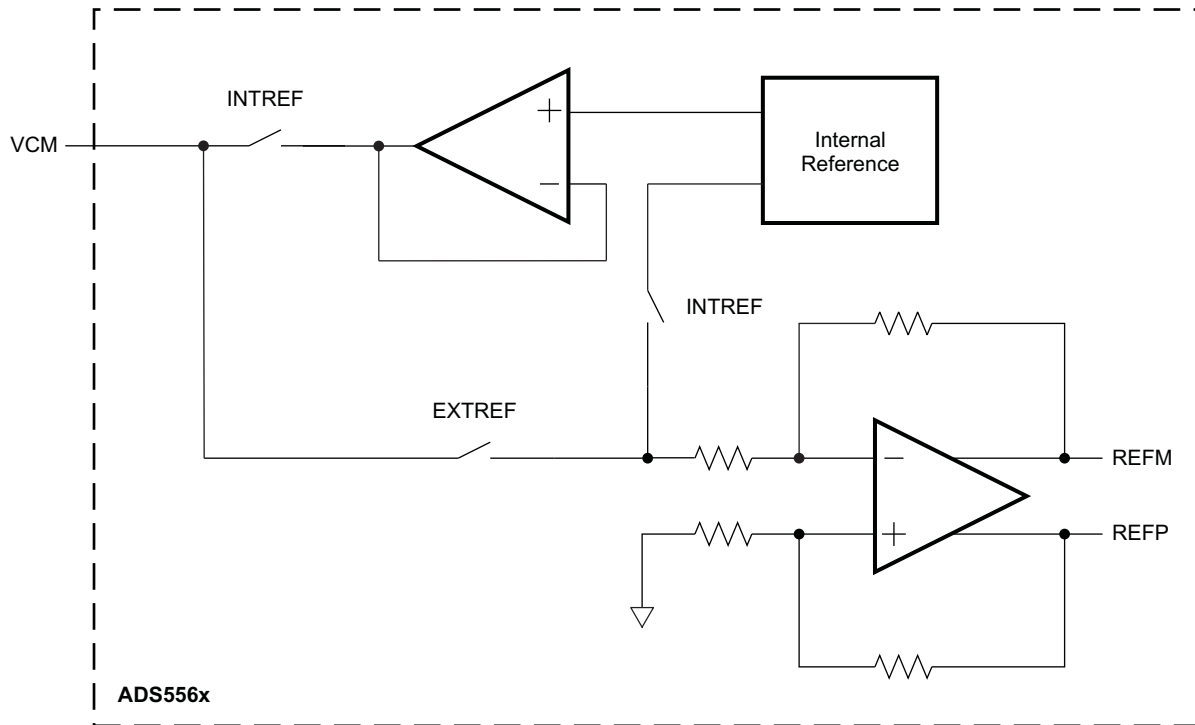 INTREF
VCM
+
−
Internal
Reference
INTREF
EXTREF
−
+
REFM
REFP
ADS556x